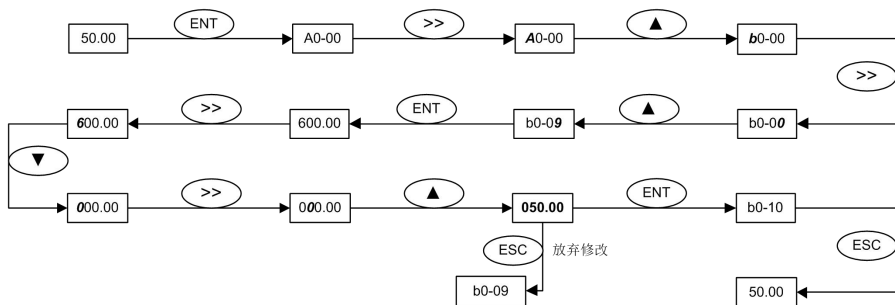 50.00 ENT A0-00 >> A0-00 ▲ b0-00
>>
600.00 >> 600.00 ENT b0-09 ▲ b0-00
▼
000.00 >> 000.00 ▲ 050.00 ENT b0-10
ESC 放弃修改 ESC
b0-09 50.00